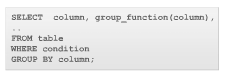 SELECT column, group_function(column),
..
FROM table
WHERE condition
GROUP BY column;